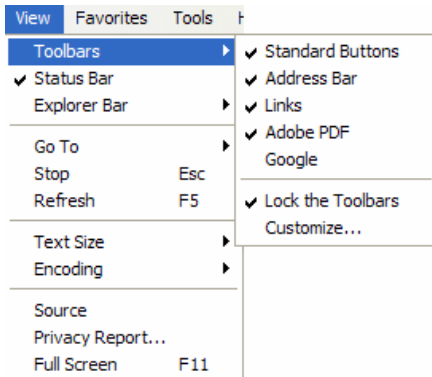 View Favorites Tools
Toolbars
Status Bar
Explorer Bar
Go To
Stop Esc
Refresh F5
Text Size
Encoding
Source
Privacy Report...
Full Screen F11
Standard Buttons
Address Bar
Links
Adobe PDF
Google
Lock the Toolbars
Customize...